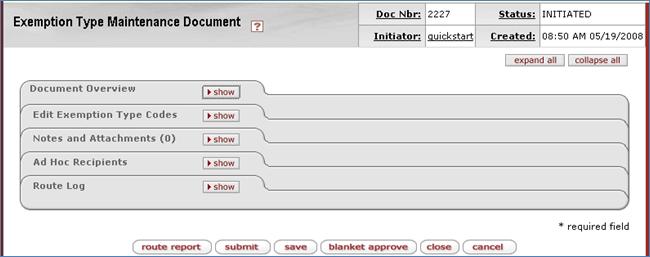 Exemption Type Maintenance Document ?
Doc Nbr: 2227 Status: INITIATED
Initiator: quickstart Created: 08:50 AM 05/19/2008
expand all collapse all
Document Overview show
Edit Exemption Type Codes show
Notes and Attachments (0) show
Ad Hoc Recipients show
Route Log show
* required field
route report submit save blanket approve close cancel